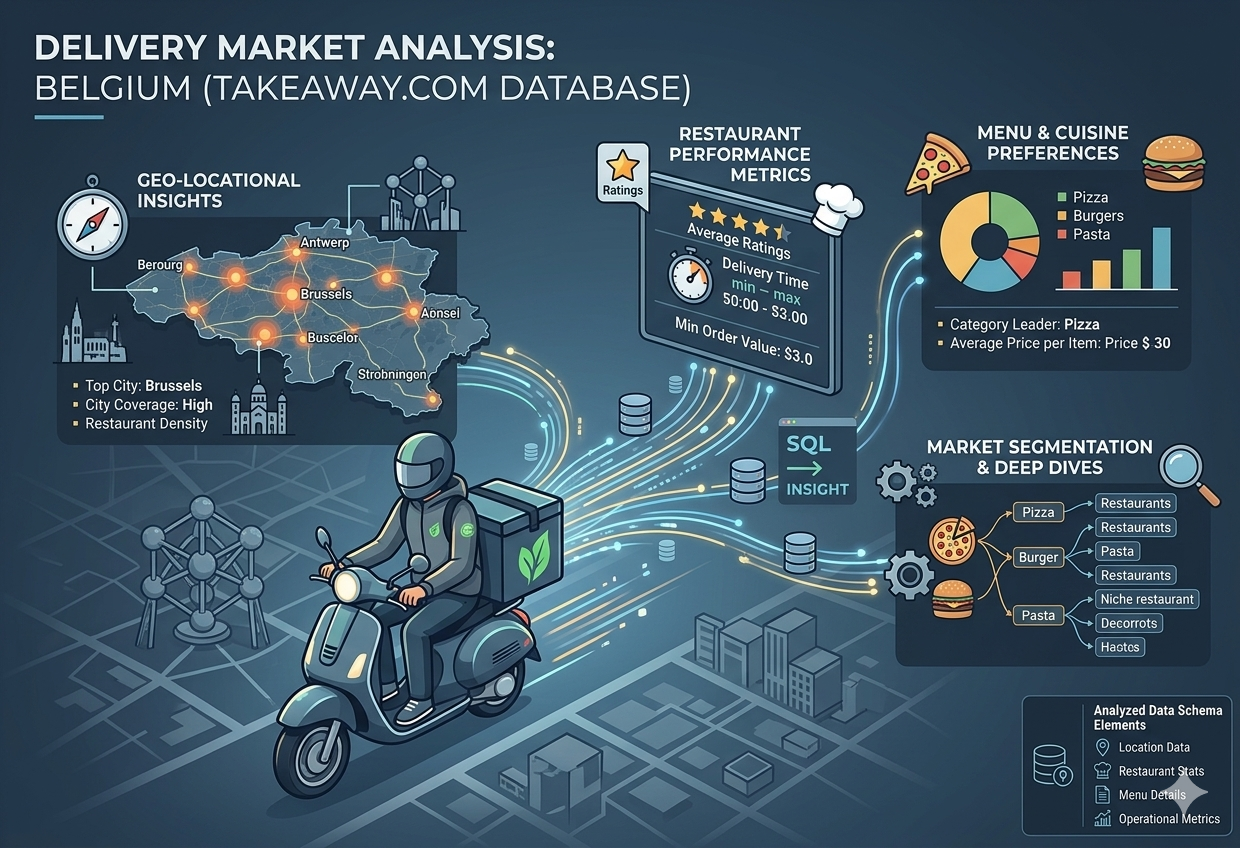 DELIVERY MARKET ANALYSIS:
BELGIUM (TAKEAWAY.COM DATABASE)
GEO-LOCATIONAL
INSIGHTS
Berourg
Antwerp
Brussels
Aònsel
Buscelor
Strobningon
Top City: Brussels
City Coverage: High
Restaurant Density
RESTAURANT
PERFORMANCE
METRICS
Ratings
Average Ratings
Delivery Time
min – max
50:00 - $3.00
Min Order Value: $3.0
MENU & CUISINE
PREFERENCES
Pizza
Burgers
Pasta
Category Leader: Pizza
Average Price per Item: Price $ 30
SQL
INSIGHT
MARKET SEGMENTATION
& DEEP DIVES
Pizza
Burger
Pasta
Restaurants
Restaurants
Pasta
Restaurants
Niche restaurant
Decorrots
Haotos
Analyzed Data Schema
Elements
Location Data
Restaurant Stats
Menu Details
Operational Metrics